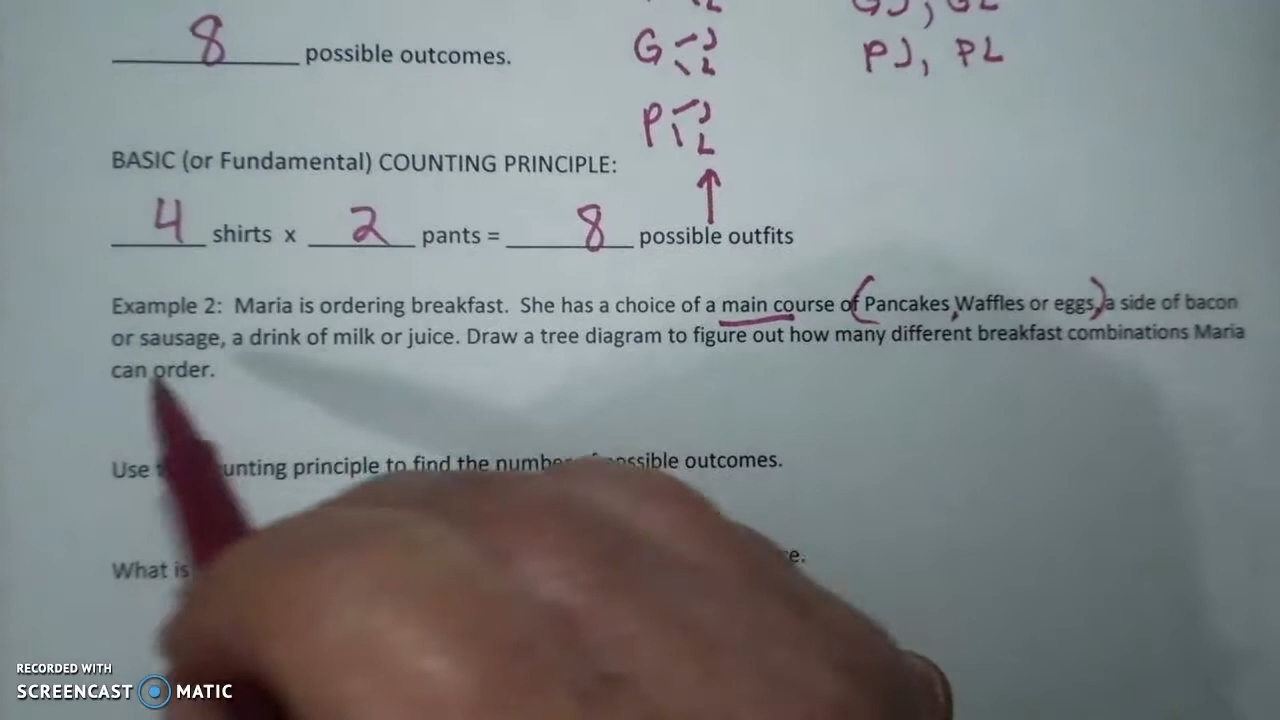 GJ, GL
8 possible outcomes.
G J L
PJ, PL
P J L
BASIC (or Fundamental) COUNTING PRINCIPLE:
4 shirts x 2 pants = 8 possible outfits
Example 2: Maria is ordering breakfast. She has a choice of a main course of (Pancakes, Waffles or eggs,) a side of bacon
or sausage, a drink of milk or juice. Draw a tree diagram to figure out how many different breakfast combinations Maria
can order.
Use counting principle to find the number possible outcomes.
What is
RECORDED WITH
SCREENCAST MATIC